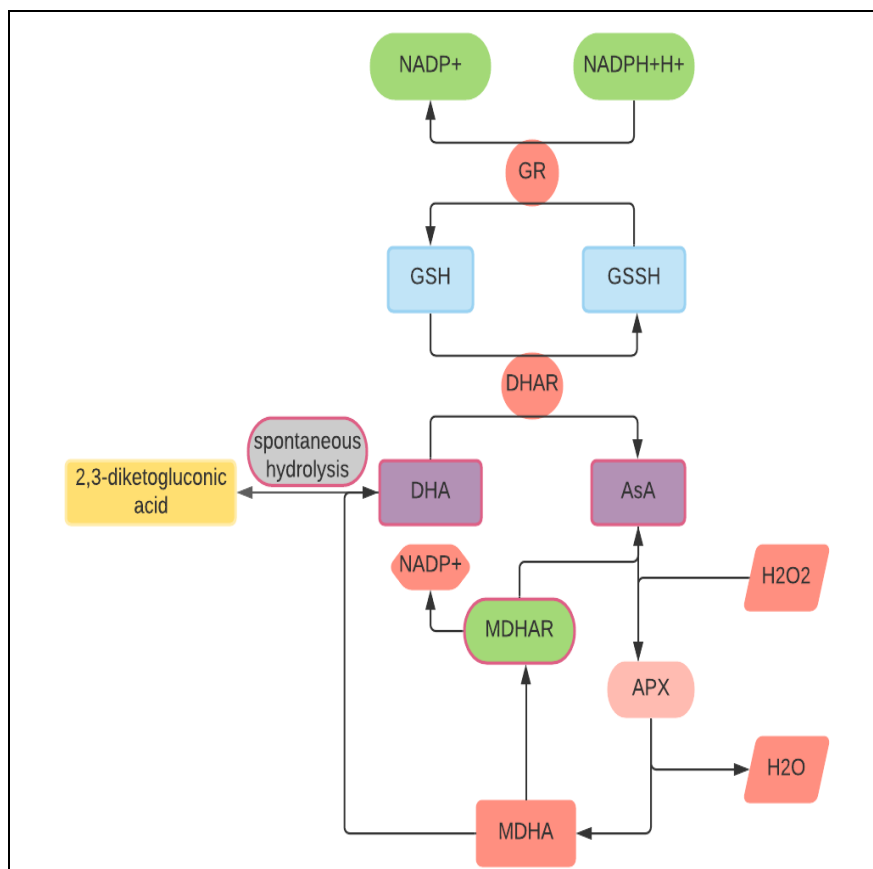 NADP+
NADPH+H+
GR
GSH
GSSH
DHAR
spontaneous
hydrolysis
2,3-diketogluconic
acid
DHA
AsA
NADP+
H2O2
MDHAR
APX
H2O
MDHA